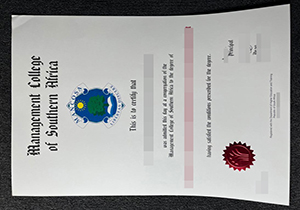 Management College
of Southern Africa
This is to certify that
was admitted this day at a congregation of the
Management College of Southern Africa to the degree of
having satisfied the conditions prescribed for the degree.
Principal